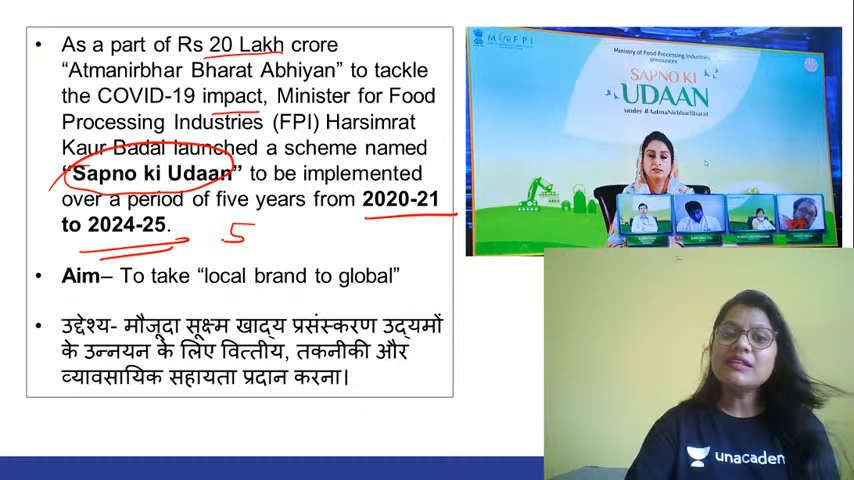 • As a part of Rs 20 Lakh crore
“Atmanirbhar Bharat Abhiyan” to tackle
the COVID-19 impact, Minister for Food
Processing Industries (FPI) Harsimrat
Kaur Badal launched a scheme named
“Sapno ki Udaan” to be implemented
over a period of five years from 2020-21
to 2024-25.
5
• Aim– To take “local brand to global”
• उद्देश्य- मौजूदा सूक्ष्म खाद्य प्रसंस्करण उद्यमों
के उन्नयन के लिए वित्तीय, तकनीकी और
व्यावसायिक सहायता प्रदान करना।
Ministry of Food Processing Industries
announces
SAPNO KI
UDAAN
under #AatmaNirbharBharat
unacadem